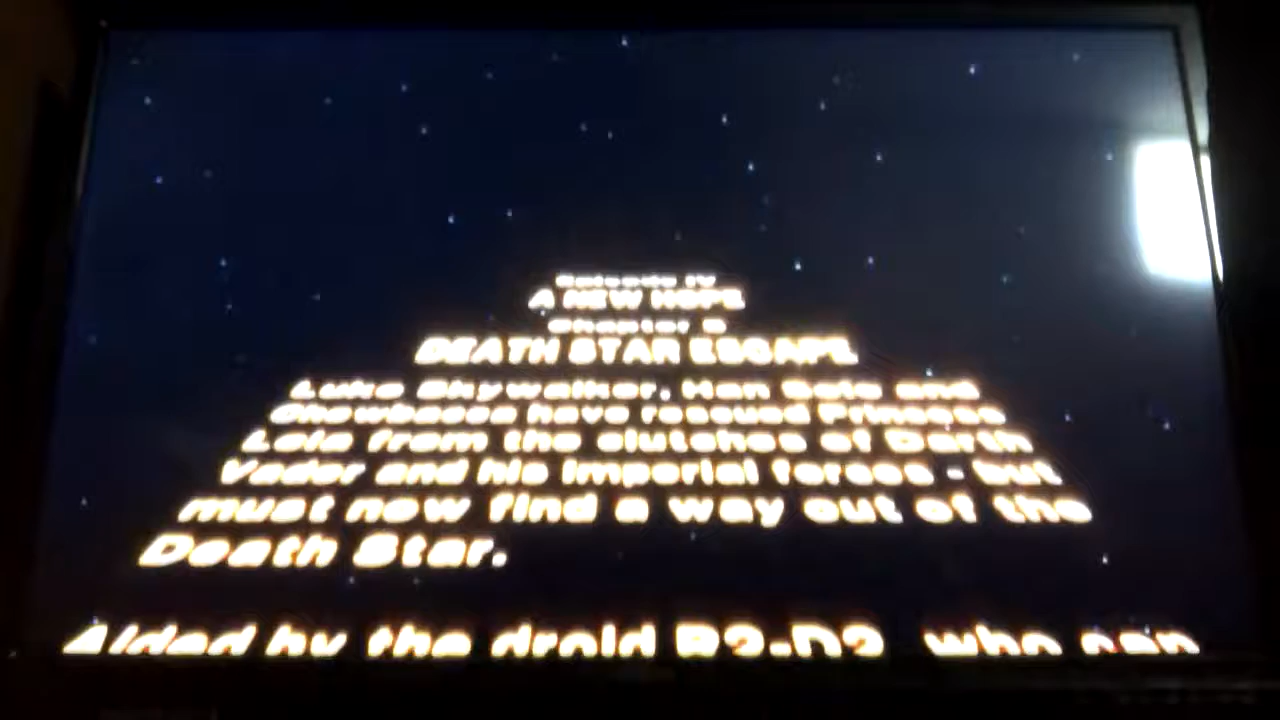 Episode IV
A NEW HOPE
Chapter 5
DEATH STAR ESCAPE
Luke Skywalker, Han Solo and
Chewbacca have rescued Princess
Leia from the clutches of Darth
Vader and his Imperial forces - but
must now find a way out of the
Death Star.
Aided by the droid R2-D2, who can